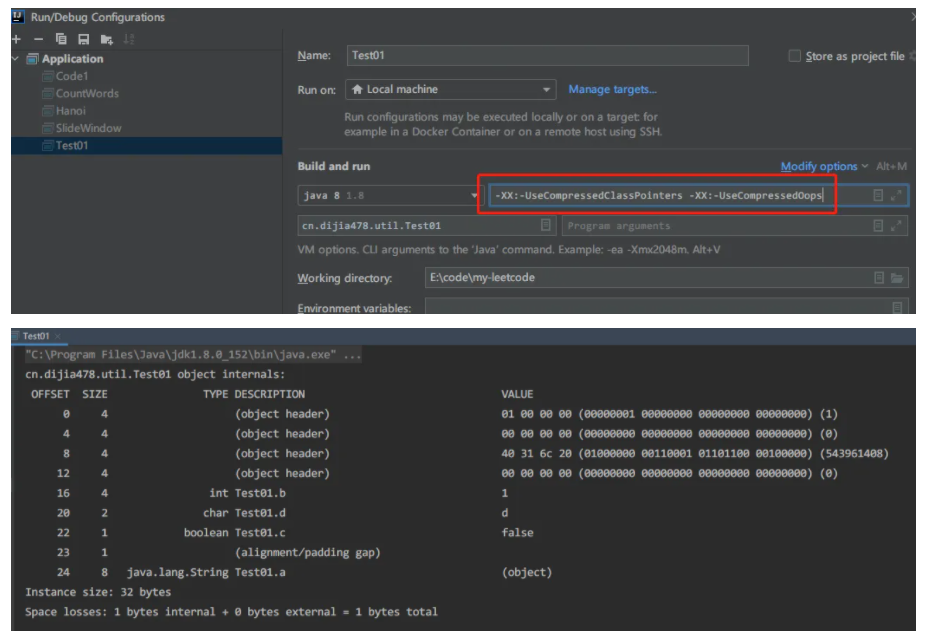 Run/Debug Configurations
Application
Code1
CountWords
Hanoi
SlideWindow
Test01
Name: Test01 Store as project file
Run on: Local machine Manage targets...
Run configurations may be executed locally or on a target: for
example in a Docker Container or on a remote host using SSH.
Build and run Modify options Alt+M
java 8 1.8 -XX:-UseCompressedClassPointers -XX:-UseCompressedOops
cn.dijia478.util.Test01 Program arguments
VM options. CLI arguments to the 'Java' command. Example: -ea -Xmx2048m. Alt+V
Working directory: E:\code\my-leetcode
Environment variables:
Test01
"C:\Program Files\Java\jdk1.8.0_152\bin\java.exe" ...
cn.dijia478.util.Test01 object internals:
OFFSET SIZE TYPE DESCRIPTION VALUE
0 4 (object header) 01 00 00 00 (00000001 00000000 00000000 00000000) (1)
4 4 (object header) 00 00 00 00 (00000000 00000000 00000000 00000000) (0)
8 4 (object header) 40 31 6c 20 (01000000 00110001 01101100 00100000) (543961408)
12 4 (object header) 00 00 00 00 (00000000 00000000 00000000 00000000) (0)
16 4 int Test01.b 1
20 2 char Test01.d d
22 1 boolean Test01.c false
23 1 (alignment/padding gap)
24 8 java.lang.String Test01.a (object)
Instance size: 32 bytes
Space losses: 1 bytes internal + 0 bytes external = 1 bytes total